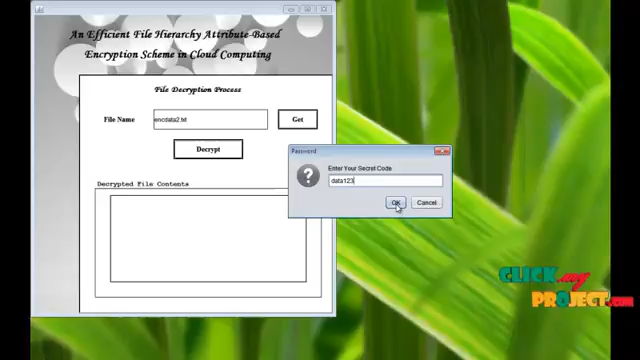 An Efficient File Hierarchy Attribute-Based
Encryption Scheme in Cloud Computing
File Decryption Process
File Name
encdata2.txt
Get
Decrypt
Decrypted File Contents
Password
Enter Your Secret Code
data123
OK
Cancel
CLICK my
PROJECT.com